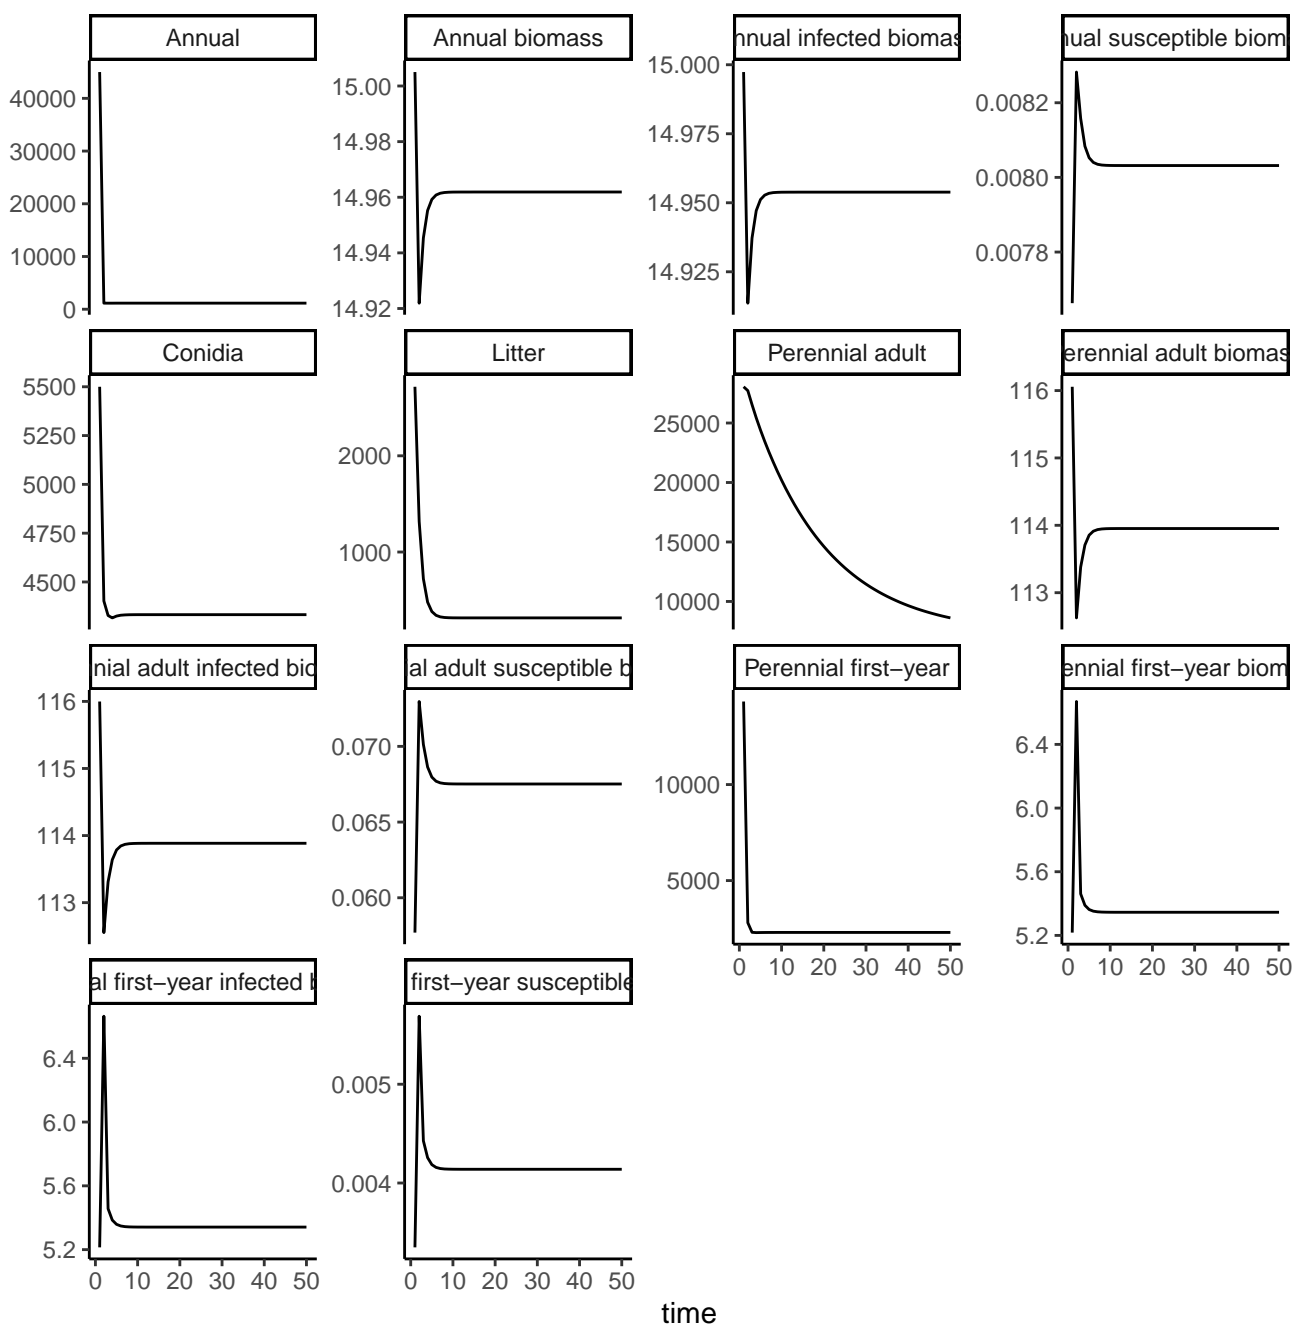 Annual
Annual biomass
nnual infected biomas
nual susceptible biom
40000
30000
20000
10000
0
15.00
14.98
14.96
14.94
14.92
15.000
14.975
14.950
14.925
0.0082
0.0080
0.0078
Conidia
Litter
Perennial adult
erennial adult biomas
5500
5250
5000
4750
4500
2000
1000
25000
20000
15000
10000
116
115
114
113
nial adult infected bio
al adult susceptible b
Perennial first−year
ennial first−year biom
116
115
114
113
0.070
0.065
0.060
10000
5000
6.4
6.0
5.6
5.2
0 10 20 30 40 50
0 10 20 30 40 50
al first−year infected b
first−year susceptible
6.4
6.0
5.6
5.2
0.005
0.004
0 10 20 30 40 50
0 10 20 30 40 50
time